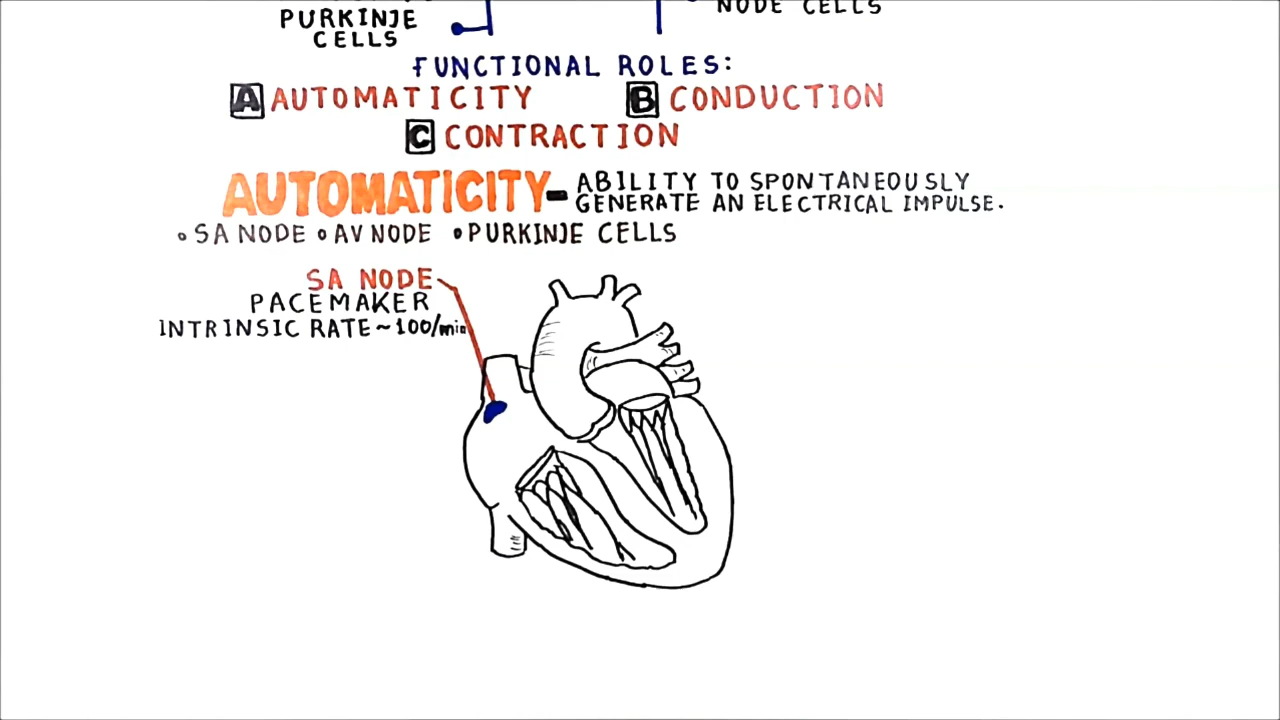 PURKINJE
CELLS
NODE CELLS
FUNCTIONAL ROLES:
A AUTOMATICITY B CONDUCTION
C CONTRACTION
AUTOMATICITY- ABILITY TO SPONTANEOUSLY
GENERATE AN ELECTRICAL IMPULSE.
• SA NODE • AV NODE • PURKINJE CELLS
SA NODE
PACEMAKER
INTRINSIC RATE ~ 100/min